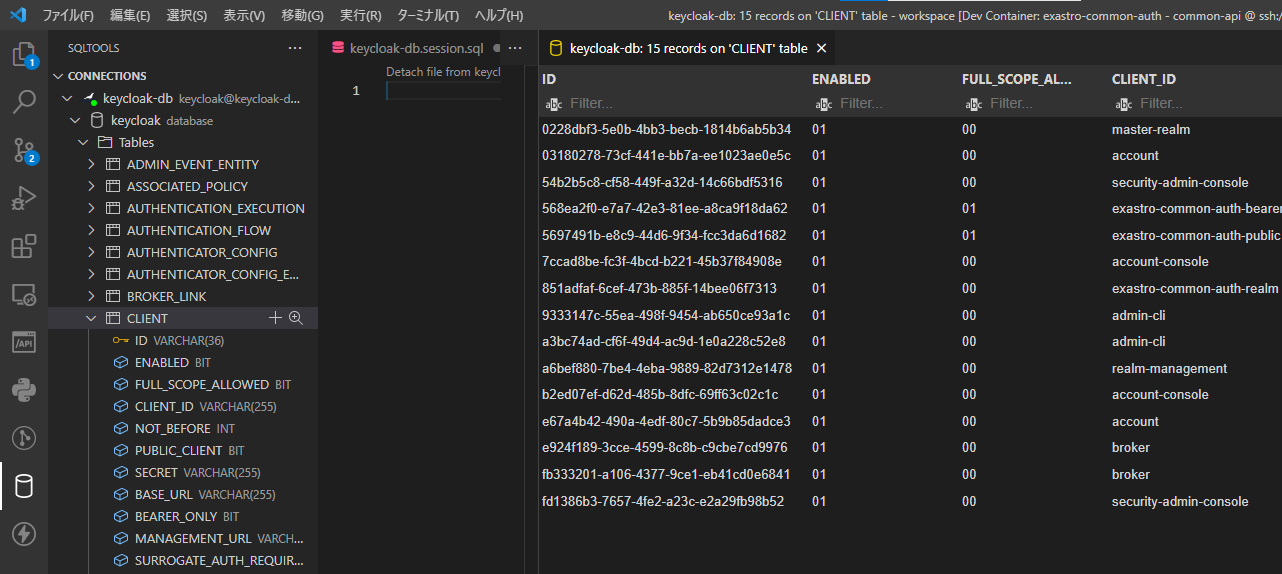 ファイル(F) 編集(E) 選択(S) 表示(V) 移動(G) 実行(R) ターミナル(T) ヘルプ(H) keycloak-db: 15 records on 'CLIENT' table - workspace [Dev Container: exastro-common-auth - common-api @ ssh:/
SQLTOOLS ···
CONNECTIONS
keycloak-db keycloak@keycloak-d...
keycloak database
Tables
ADMIN_EVENT_ENTITY
ASSOCIATED_POLICY
AUTHENTICATION_EXECUTION
AUTHENTICATION_FLOW
AUTHENTICATOR_CONFIG
AUTHENTICATOR_CONFIG_E...
BROKER_LINK
CLIENT
ID VARCHAR(36)
ENABLED BIT
FULL_SCOPE_ALLOWED BIT
CLIENT_ID VARCHAR(255)
NOT_BEFORE INT
PUBLIC_CLIENT BIT
SECRET VARCHAR(255)
BASE_URL VARCHAR(255)
BEARER_ONLY BIT
MANAGEMENT_URL VARCH...
SURROGATE_AUTH_REQUIR...
1
2
/API
keycloak-db.session.sql ● ···
Detach file from keycl
1
keycloak-db: 15 records on 'CLIENT' table ×
ID ENABLED FULL_SCOPE_AL... CLIENT_ID
abc Filter... abc Filter... abc Filter... abc Filter...
0228dbf3-5e0b-4bb3-becb-1814b6ab5b34 01 00 master-realm
03180278-73cf-441e-bb7a-ee1023ae0e5c 01 00 account
54b2b5c8-cf58-449f-a32d-14c66bdf5316 01 00 security-admin-console
568ea2f0-e7a7-42e3-81ee-a8ca9f18da62 01 01 exastro-common-auth-bearer
5697491b-e8c9-44d6-9f34-fcc3da6d1682 01 01 exastro-common-auth-public
7ccad8be-fc3f-4bcd-b221-45b37f84908e 01 00 account-console
851adfaf-6cef-473b-885f-14bee06f7313 01 00 exastro-common-auth-realm
9333147c-55ea-498f-9454-ab650ce93a1c 01 00 admin-cli
a3bc74ad-cf6f-49d4-ac9d-1e0a228c52e8 01 00 admin-cli
a6bef880-7be4-4eba-9889-82d7312e1478 01 00 realm-management
b2ed07ef-d62d-485b-8dfc-69ff63c02c1c 01 00 account-console
e67a4b42-490a-4edf-80c7-5b9b85dadce3 01 00 account
e924f189-3cce-4599-8c8b-c9cbe7cd9976 01 00 broker
fb333201-a106-4377-9ce1-eb41cd0e6841 01 00 broker
fd1386b3-7657-4fe2-a23c-e2a29fb98b52 01 00 security-admin-console